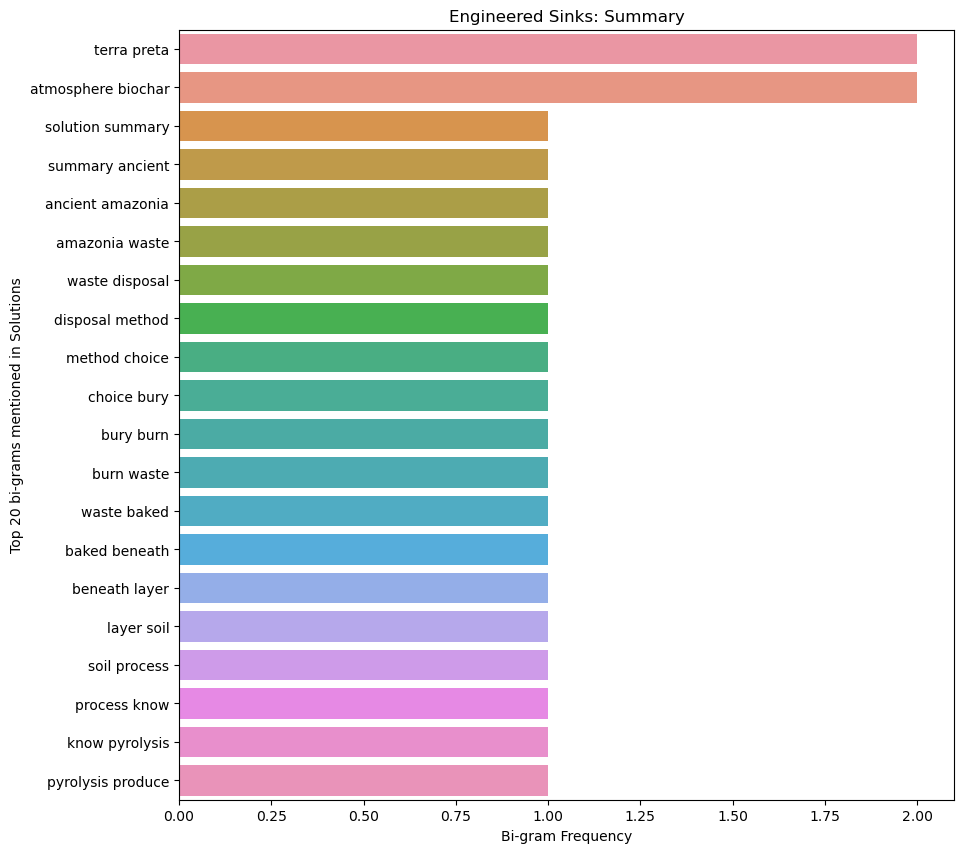 Engineered Sinks: Summary
Top 20 bi-grams mentioned in Solutions
terra preta
atmosphere biochar
solution summary
summary ancient
ancient amazonia
amazonia waste
waste disposal
disposal method
method choice
choice bury
bury burn
burn waste
waste baked
baked beneath
beneath layer
layer soil
soil process
process know
know pyrolysis
pyrolysis produce
0.00 0.25 0.50 0.75 1.00 1.25 1.50 1.75 2.00
Bi-gram Frequency